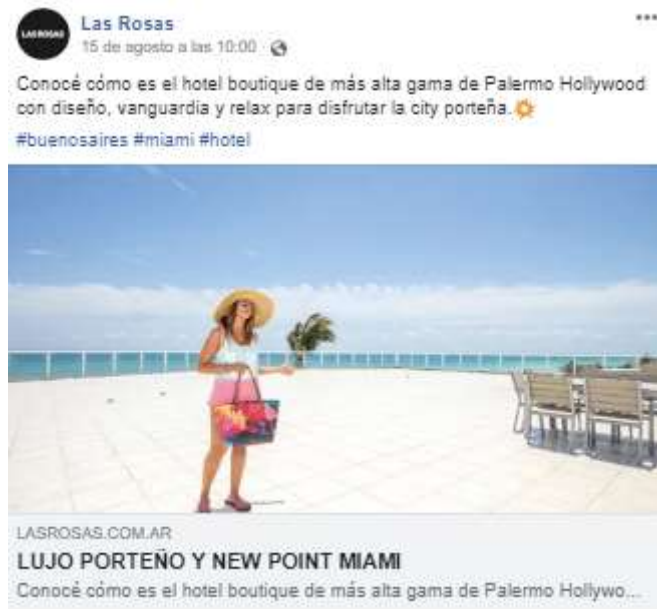 LAS ROSAS
Las Rosas
15 de agosto a las 10:00 ·
Conocé cómo es el hotel boutique de más alta gama de Palermo Hollywood
con diseño, vanguardia y relax para disfrutar la city porteña.
#buenosaires #miami #hotel
LASROSAS.COM.AR
LUJO PORTEÑO Y NEW POINT MIAMI
Conocé cómo es el hotel boutique de más alta gama de Palermo Hollywo...